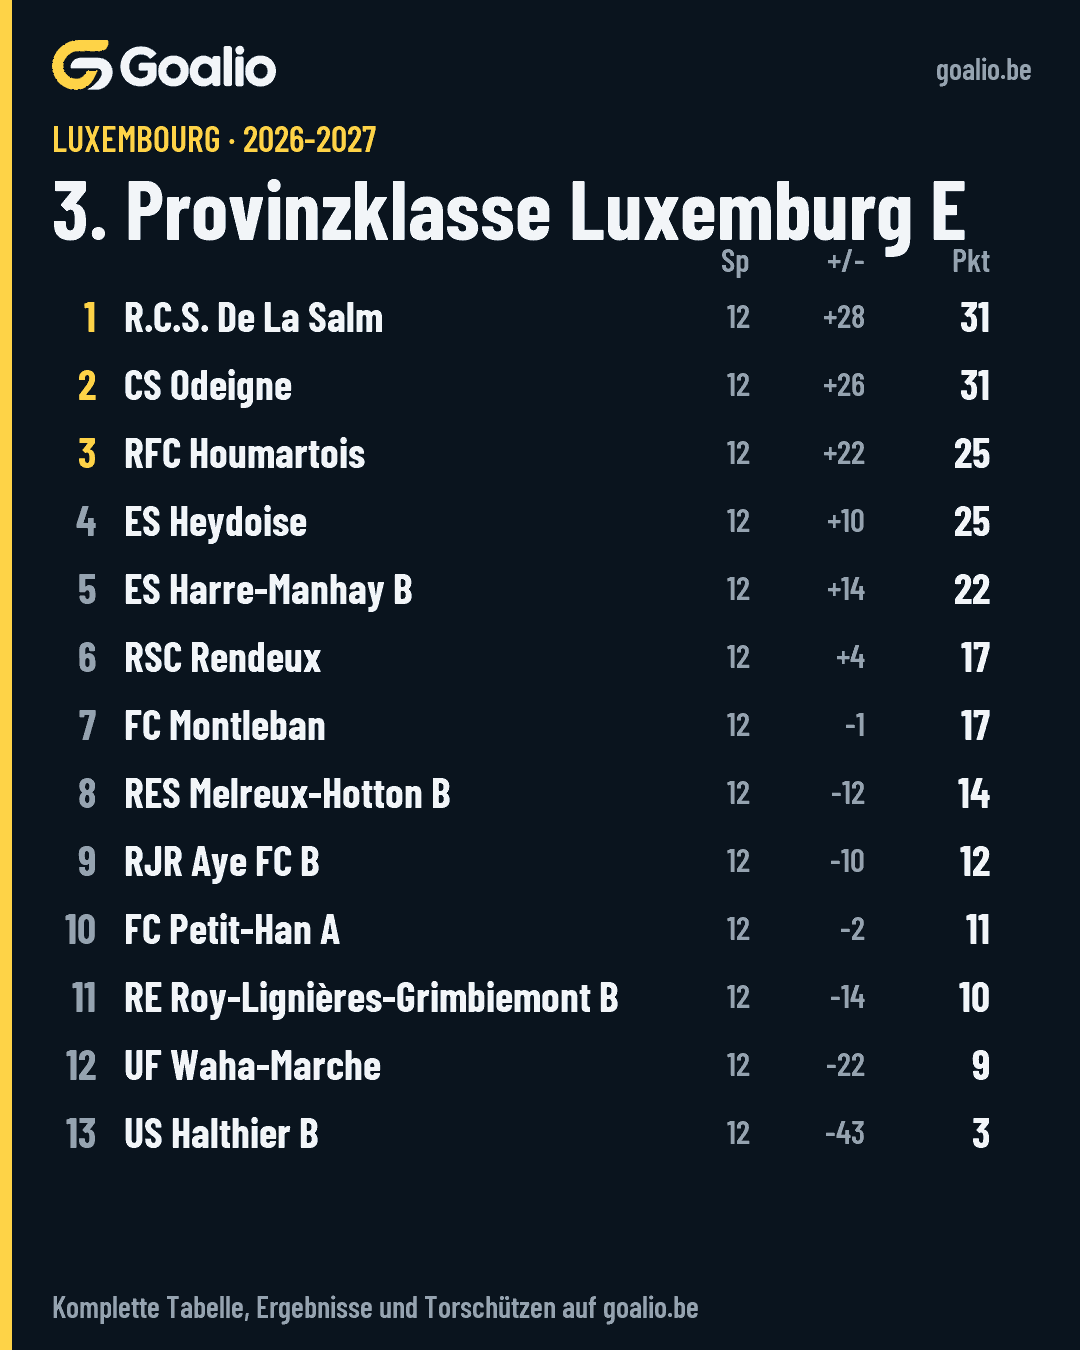 Goalio
goalio.be
LUXEMBOURG · 2026-2027
3. Provinzklasse Luxemburg E
Sp +/- Pkt
1 R.C.S. De La Salm 12 +28 31
2 CS Odeigne 12 +26 31
3 RFC Houmartois 12 +22 25
4 ES Heydoise 12 +10 25
5 ES Harre-Manhay B 12 +14 22
6 RSC Rendeux 12 +4 17
7 FC Montleban 12 -1 17
8 RES Melreux-Hotton B 12 -12 14
9 RJR Aye FC B 12 -10 12
10 FC Petit-Han A 12 -2 11
11 RE Roy-Lignières-Grimbiemont B 12 -14 10
12 UF Waha-Marche 12 -22 9
13 US Halthier B 12 -43 3
Komplette Tabelle, Ergebnisse und Torschützen auf goalio.be